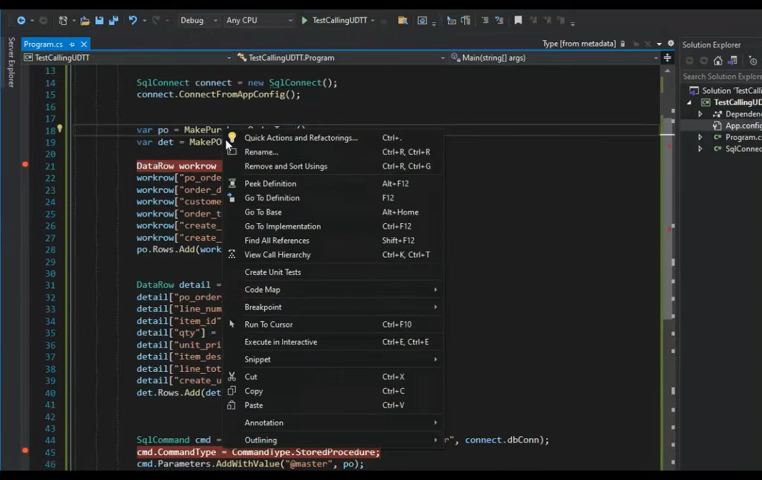 Debug
Any CPU
TestCallingUDTT
Program.cs
Type [from metadata]
Solution Explorer
Server Explorer
TestCallingUDTT
TestCallingUDTT.Program
Main(string[] args)
Search Solution Explorer
Solution 'TestCallingUDTT
TestCallingUDTT
Dependen
App.config
Program.cs
SqlConnec
13
14 SqlConnect connect = new SqlConnect();
15 connect.ConnectFromAppConfig();
16
17
18 var po = MakePur
19 var det = MakePO
20
21 DataRow workrow
22 workrow["po_orde
23 workrow["order_d
24 workrow["custome
25 workrow["order_t
26 workrow["create_
27 workrow["create_
28 po.Rows.Add(work
29
30
31 DataRow detail =
32 detail["po_order
33 detail["line_num
34 detail["item_id"
35 detail["qty"] =
36 detail["unit_pri
37 detail["item_des
38 detail["line_tot
39 detail["create_u
40 det.Rows.Add(det
41
42
43
44 SqlCommand cmd = ", connect.dbConn);
45 cmd.CommandType = CommandType.StoredProcedure;
46 cmd.Parameters.AddWithValue("@master", po);
Quick Actions and Refactorings... Ctrl+.
Rename... Ctrl+R, Ctrl+R
Remove and Sort Usings Ctrl+R, Ctrl+G
Peek Definition Alt+F12
Go To Definition F12
Go To Base Alt+Home
Go To Implementation Ctrl+F12
Find All References Shift+F12
View Call Hierarchy Ctrl+K, Ctrl+T
Create Unit Tests
Code Map
Breakpoint
Run To Cursor Ctrl+F10
Execute in Interactive Ctrl+E, Ctrl+E
Snippet
Cut Ctrl+X
Copy Ctrl+C
Paste Ctrl+V
Annotation
Outlining